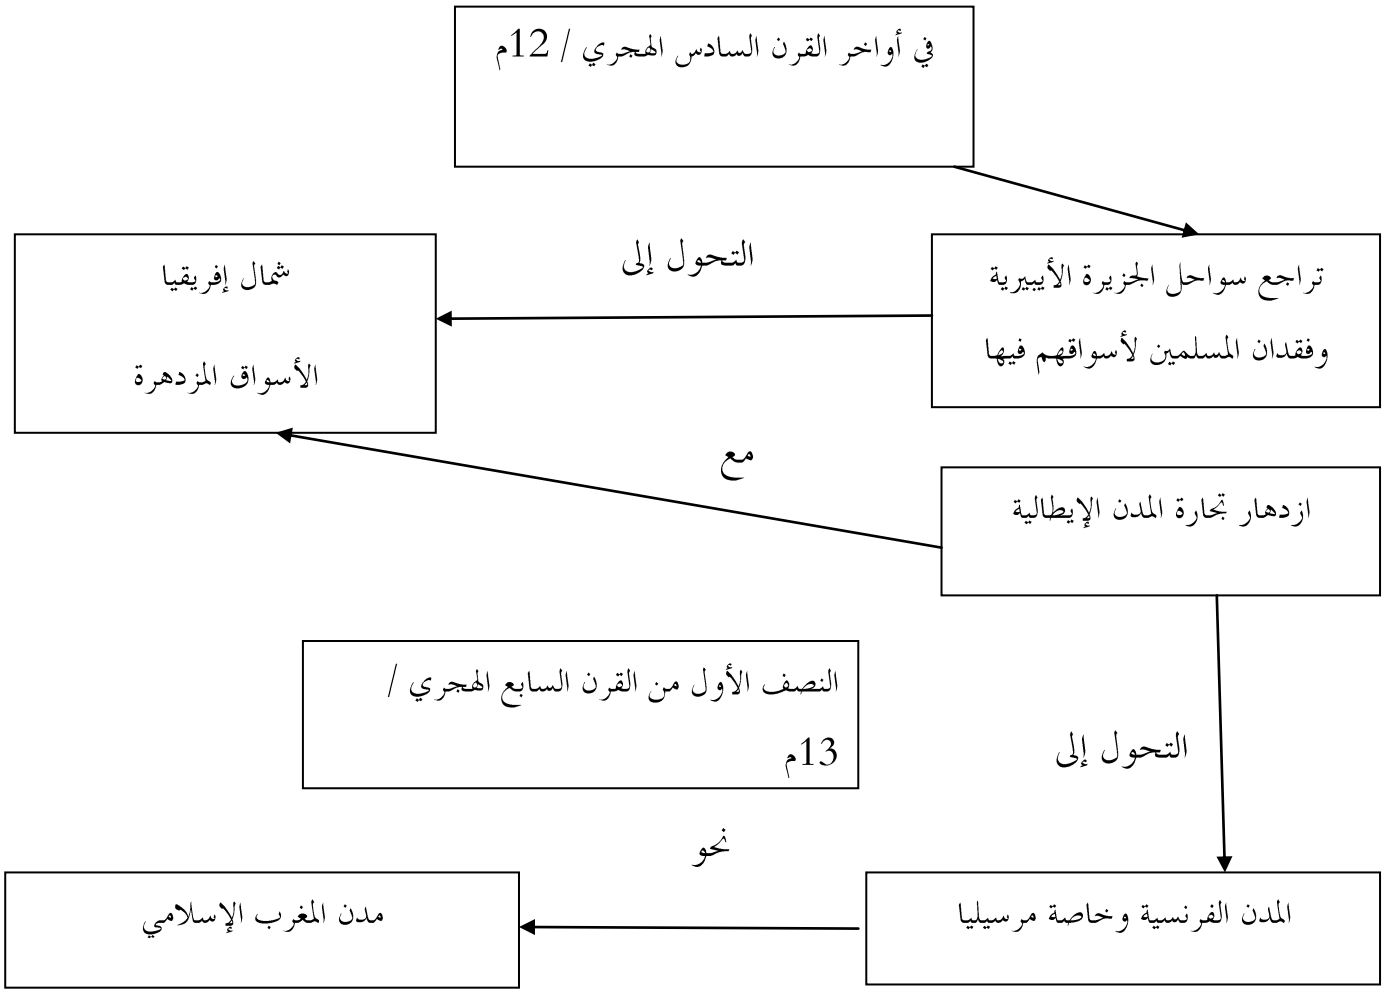 في أواخر القرن السادس الهجري / 12م
تراجع سواحل الجزيرة الأيبيرية
وفقدان المسلمين لأسواقهم فيها
التحول إلى
شمال إفريقيا
الأسواق المزدهرة
مع
ازدهار تجارة المدن الإيطالية
النصف الأول من القرن السابع الهجري /
13م
التحول إلى
المدن الفرنسية وخاصة مرسيليا
نحو
مدن المغرب الإسلامي